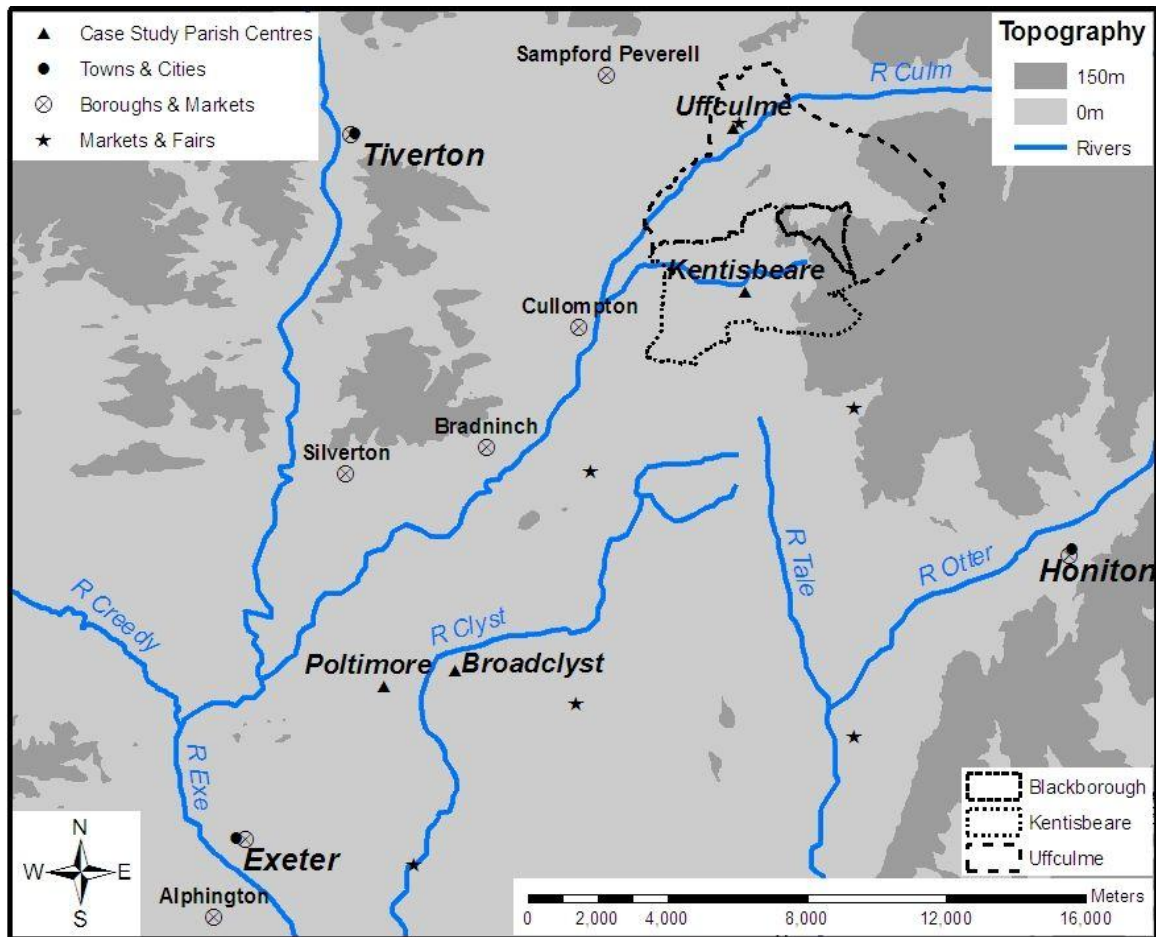 Case Study Parish Centres
Towns & Cities
Boroughs & Markets
Markets & Fairs
Topography
150m
0m
Rivers
Sampford Peverell
R Culm
Uffculme
Tiverton
Kentisbeare
Cullompton
Bradninch
Silverton
R Creedy
R Clyst
R Tale
R Otter
Honiton
Poltimore
Broadclyst
R Exe
Exeter
Alphington
N
W E
S
Blackborough
Kentisbeare
Uffculme
Meters
0 2,000 4,000 8,000 12,000 16,000